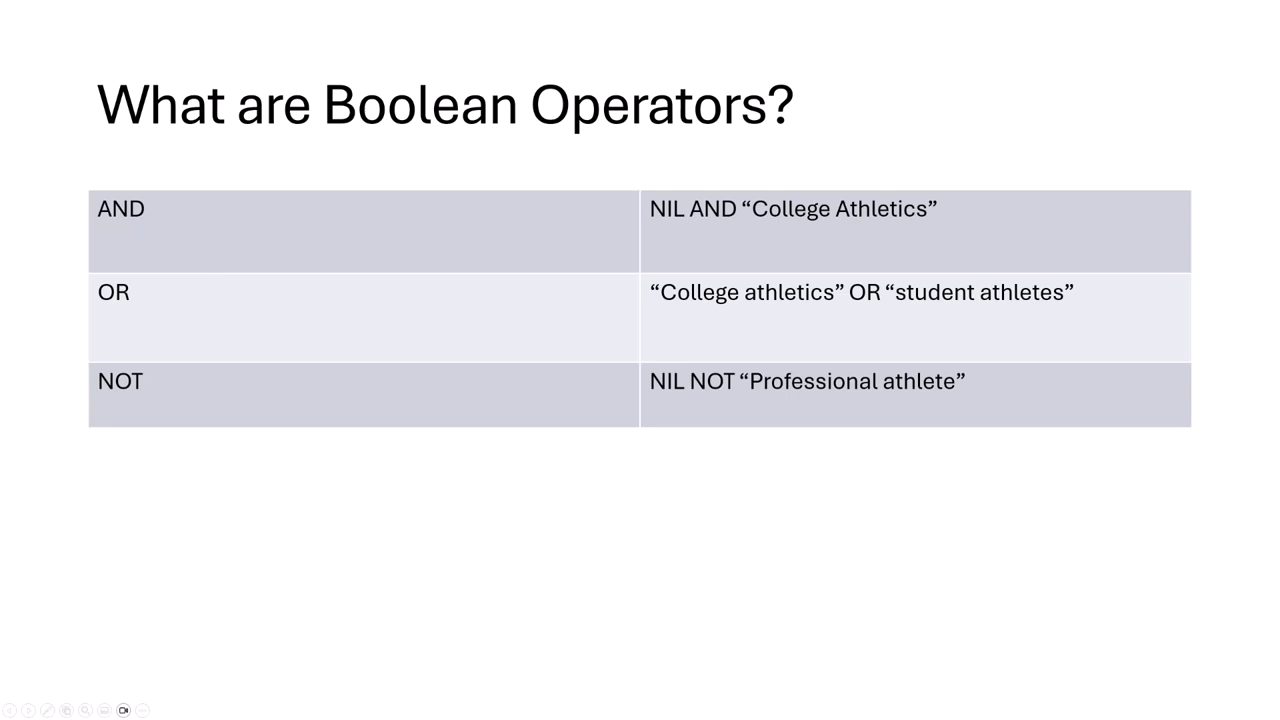 What are Boolean Operators?
AND
NIL AND “College Athletics”
OR
“College athletics” OR “student athletes”
NOT
NIL NOT “Professional athlete”